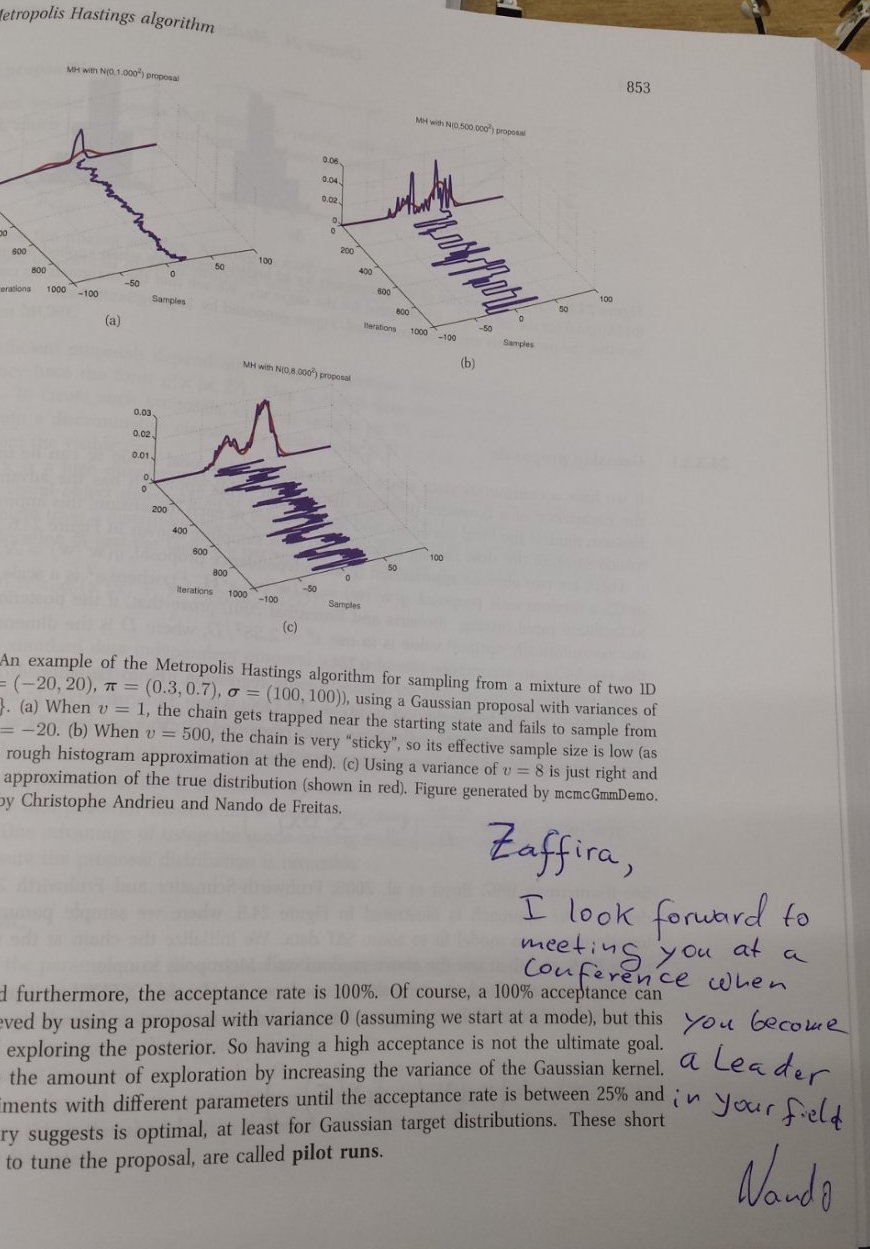 Metropolis Hastings algorithm
853
MH with N(0,1.000²) proposal
600
800
1000
Iterations
−100
−50
0
50
100
Samples
(a)
MH with N(0,500.000²) proposal
0.06
0.04
0.02
0
0
200
400
600
800
1000
Iterations
−100
−50
0
50
100
Samples
(b)
MH with N(0,8.000²) proposal
0.03
0.02
0.01
0
0
200
400
600
800
1000
Iterations
−100
−50
0
50
100
Samples
(c)
An example of the Metropolis Hastings algorithm for sampling from a mixture of two 1D
= (−20, 20), π = (0.3, 0.7), σ = (100, 100)), using a Gaussian proposal with variances of
}. (a) When v = 1, the chain gets trapped near the starting state and fails to sample from
= −20. (b) When v = 500, the chain is very “sticky”, so its effective sample size is low (as
rough histogram approximation at the end). (c) Using a variance of v = 8 is just right and
approximation of the true distribution (shown in red). Figure generated by mcmcGmmDemo.
by Christophe Andrieu and Nando de Freitas.
Zaffira,
I look forward to
meeting you at a
conference when
you become
a Leader
in your field
Nando
furthermore, the acceptance rate is 100%. Of course, a 100% acceptance can
by using a proposal with variance 0 (assuming we start at a mode), but this
exploring the posterior. So having a high acceptance is not the ultimate goal.
the amount of exploration by increasing the variance of the Gaussian kernel.
with different parameters until the acceptance rate is between 25% and
suggests is optimal, at least for Gaussian target distributions. These short
to tune the proposal, are called pilot runs.